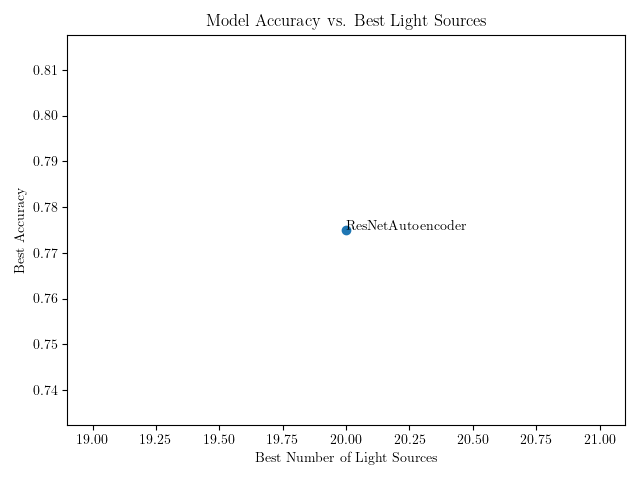 Model Accuracy vs. Best Light Sources
0.81
0.80
0.79
0.78
0.77
0.76
0.75
0.74
Best Accuracy
ResNetAutoencoder
19.00 19.25 19.50 19.75 20.00 20.25 20.50 20.75 21.00
Best Number of Light Sources